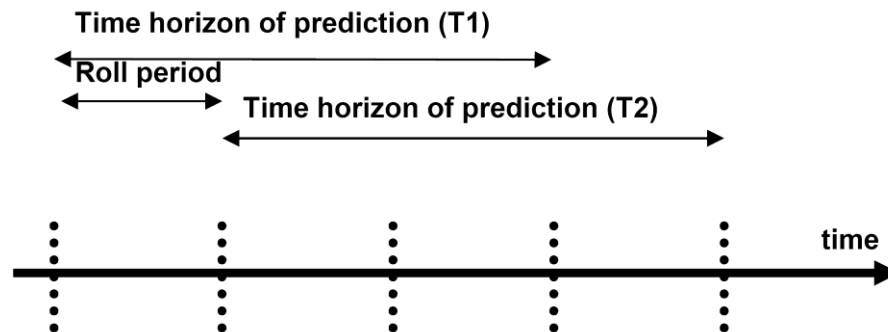 Time horizon of prediction (T1)
Roll period
Time horizon of prediction (T2)
time